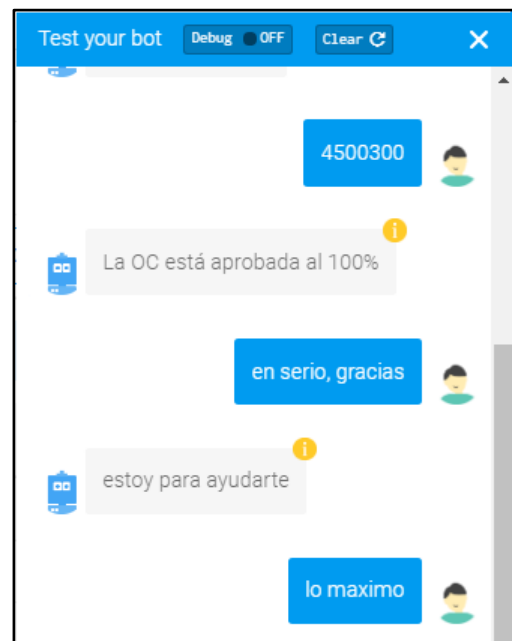 Test your bot Debug OFF Clear
4500300
La OC está aprobada al 100%
en serio, gracias
estoy para ayudarte
lo maximo